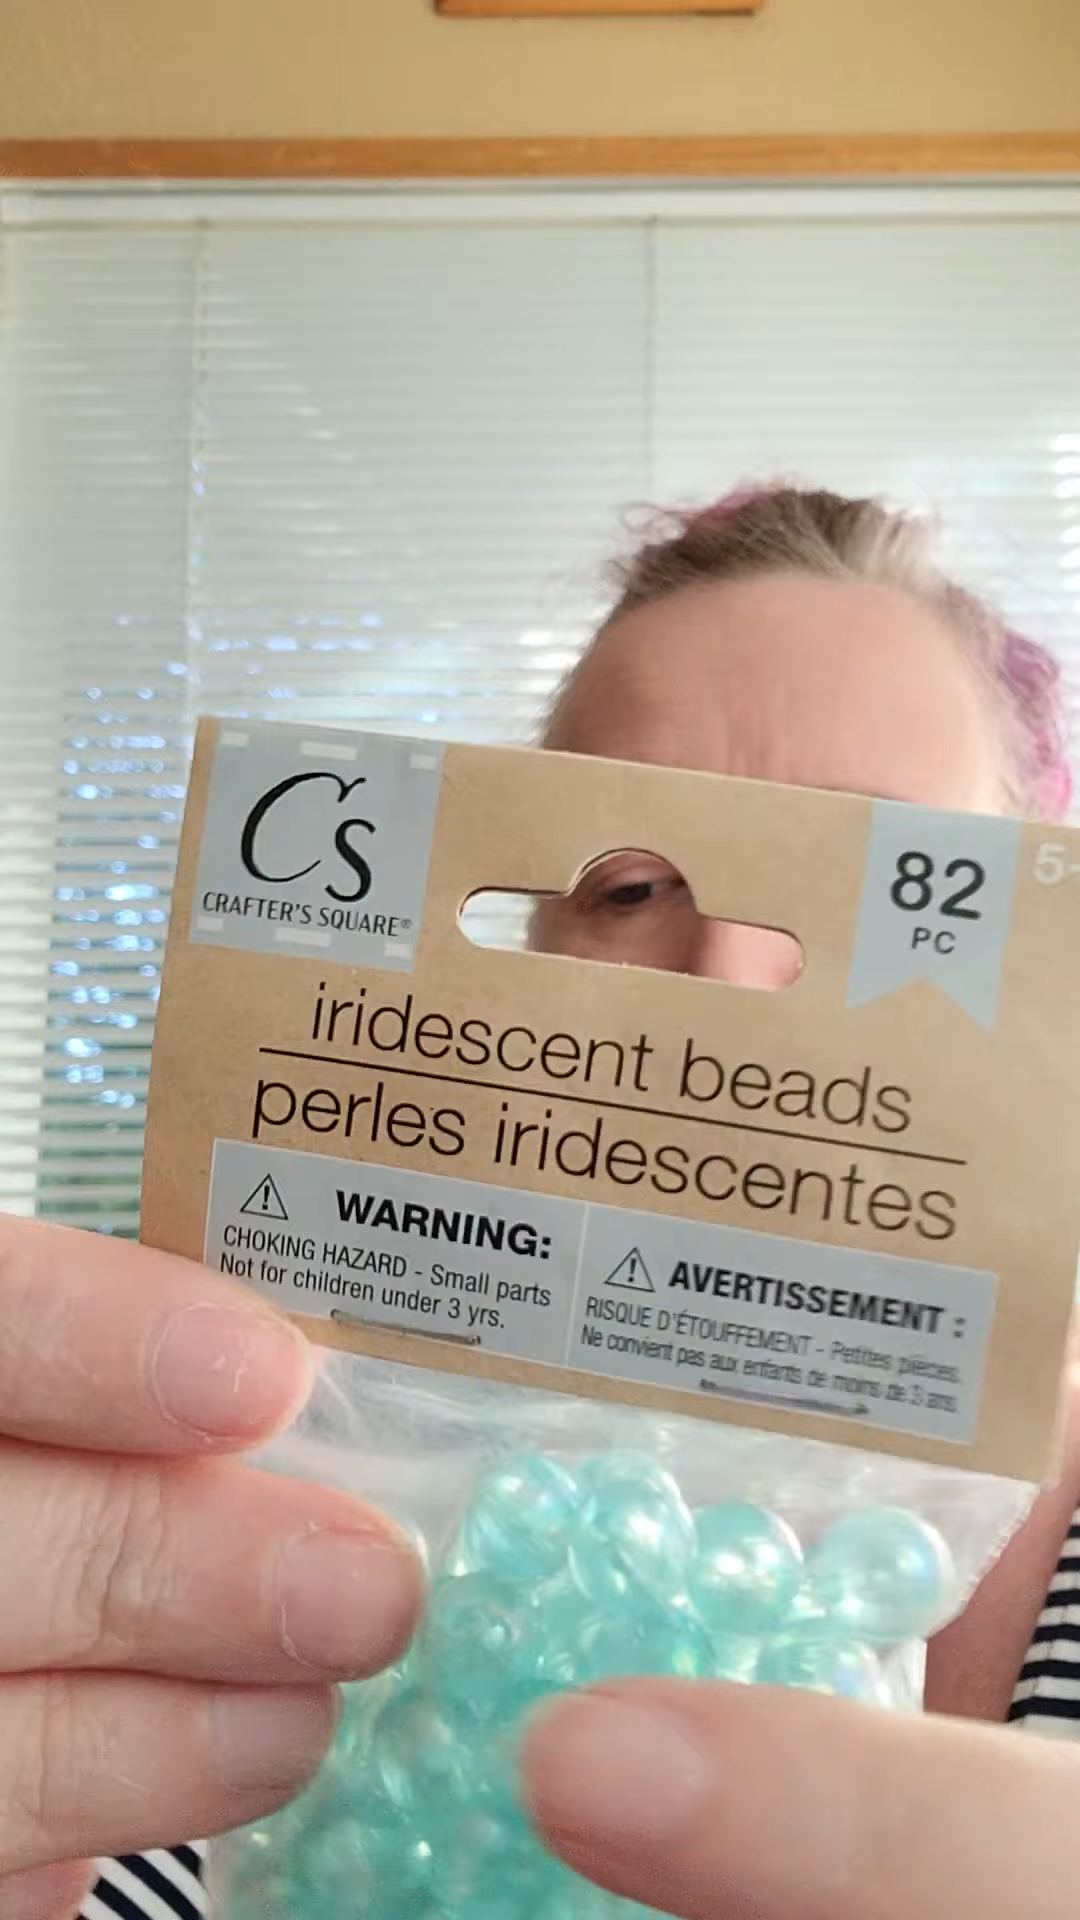 Cs
CRAFTER'S SQUARE®
82
PC
5-
iridescent beads
perles iridescentes
WARNING:
CHOKING HAZARD - Small parts
Not for children under 3 yrs.
AVERTISSEMENT :
RISQUE D'ÉTOUFFEMENT - Petites pièces.
Ne convient pas aux enfants de moins de 3 ans.